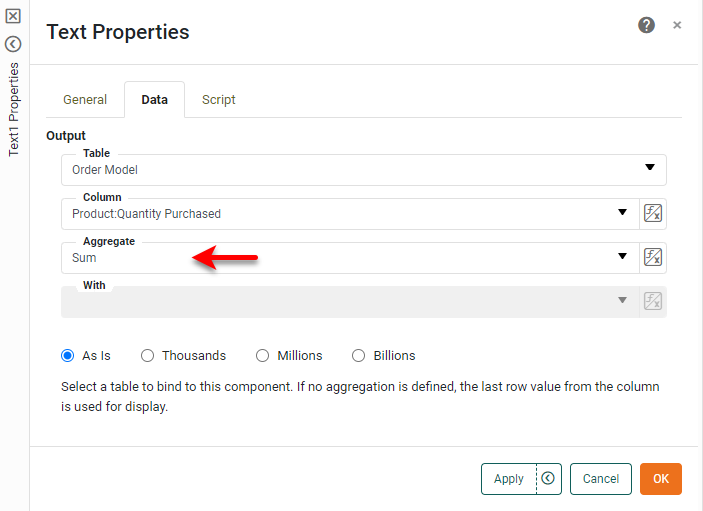 Text1 Properties
Text Properties
General
Data
Script
Output
Table
Order Model
Column
Product:Quantity Purchased
Aggregate
Sum
With
As Is
Thousands
Millions
Billions
Select a table to bind to this component. If no aggregation is defined, the last row value from the column
is used for display.
Apply
Cancel
OK